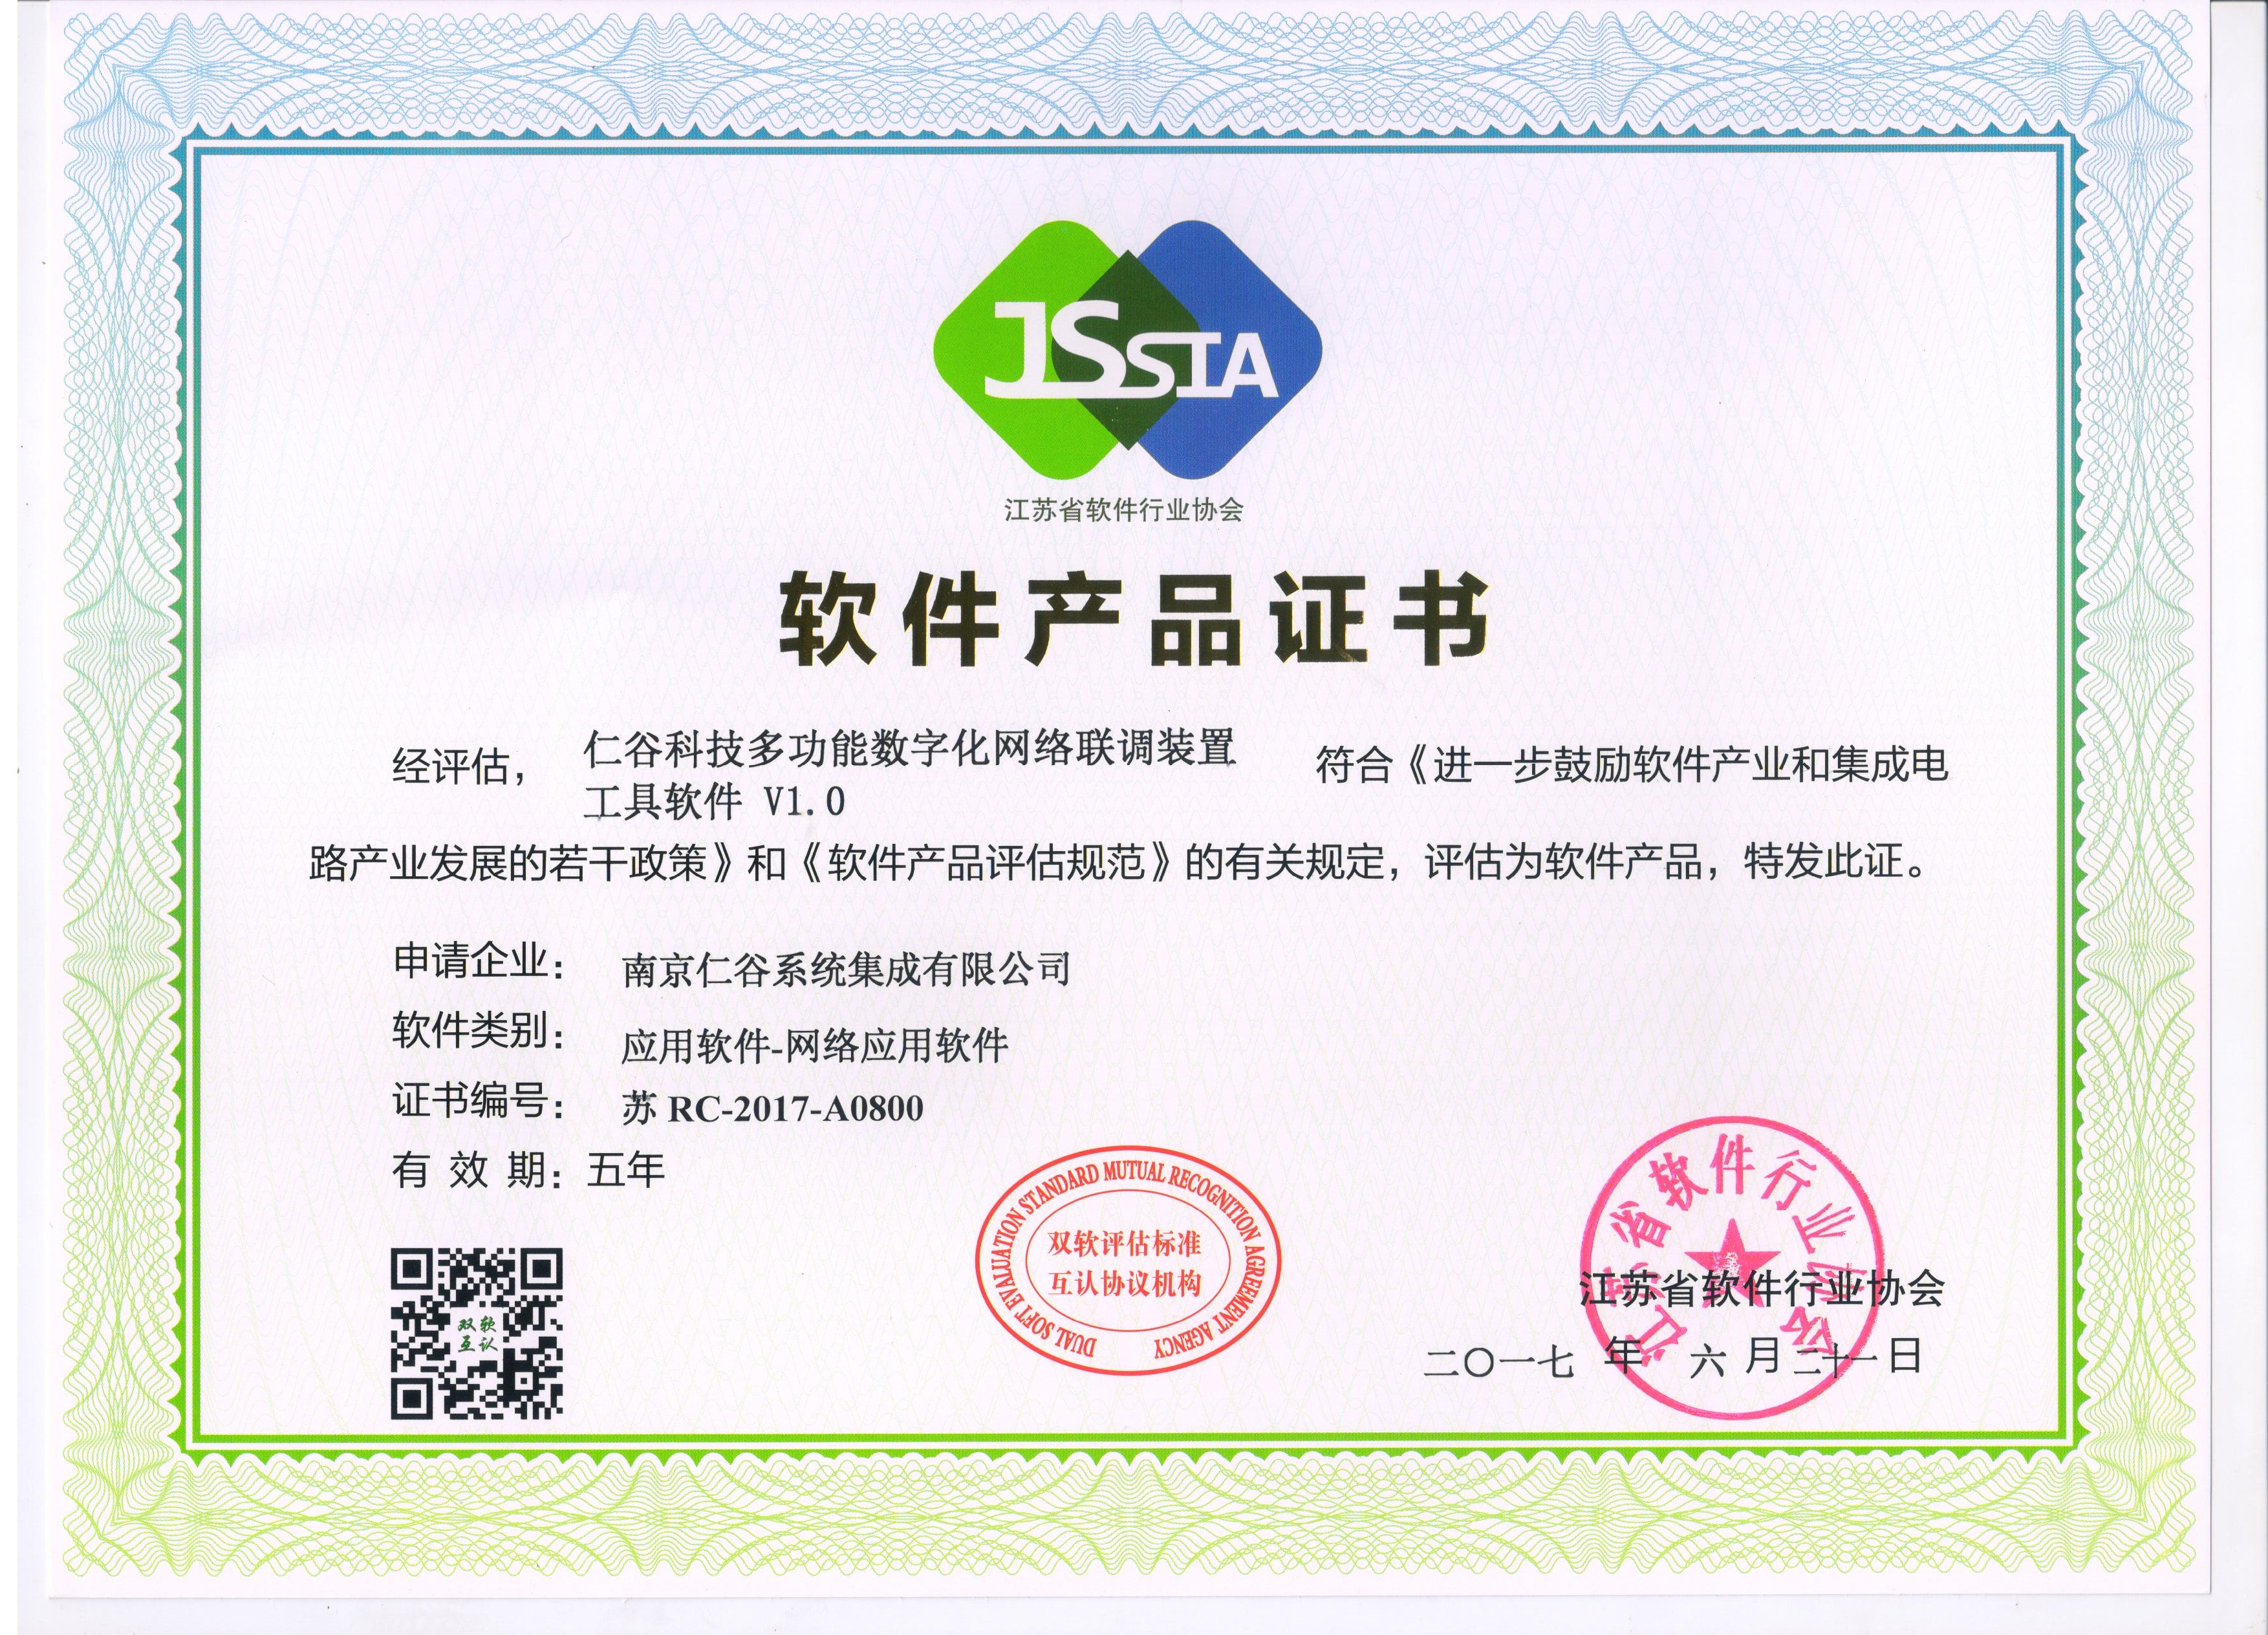 JSSIA
江苏省软件行业协会
软件产品证书
经评估，
仁谷科技多功能数字化网络联调装置
工具软件 V1.0
符合《进一步鼓励软件产业和集成电
路产业发展的若干政策》和《软件产品评估规范》的有关规定，评估为软件产品，特发此证。
申请企业： 南京仁谷系统集成有限公司
软件类别： 应用软件-网络应用软件
证书编号： 苏 RC-2017-A0800
有 效 期：五年
双软
互认
DUAL SOFT EVALUATION STANDARD MUTUAL RECOGNITION AGREEMENT AGENCY
双软评估标准
互认协议机构
江苏省软件行业协会
江苏省软件行业协会
二〇一七 年 六 月 二十一 日